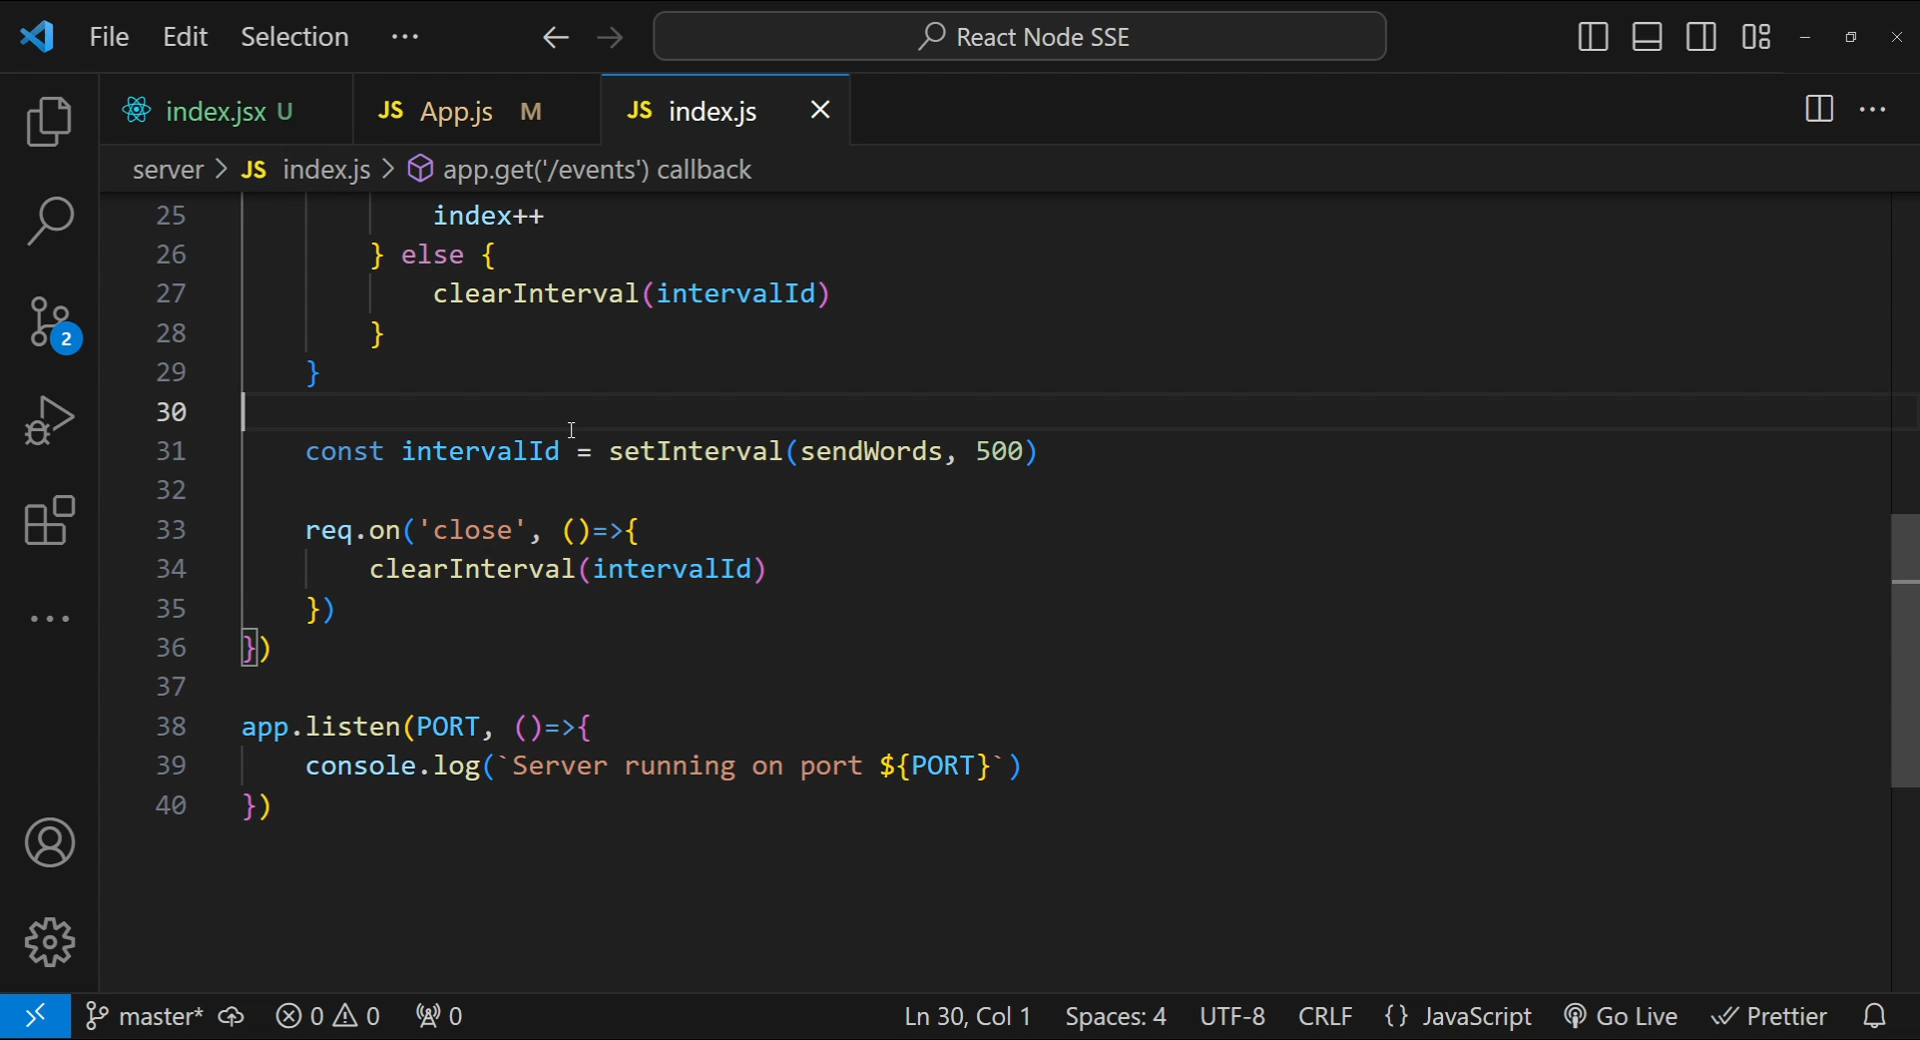 File Edit Selection ··· React Node SSE
index.jsx U JS App.js M JS index.js
server > JS index.js > app.get('/events') callback
25 index++
26 } else {
27 clearInterval(intervalId)
28 }
29 }
30
31 const intervalId = setInterval(sendWords, 500)
32
33 req.on('close', ()=>{
34 clearInterval(intervalId)
35 })
36 })
37
38 app.listen(PORT, ()=>{
39 console.log(`Server running on port ${PORT}`)
40 })
2
master* 0 0 0 Ln 30, Col 1 Spaces: 4 UTF-8 CRLF {} JavaScript Go Live Prettier